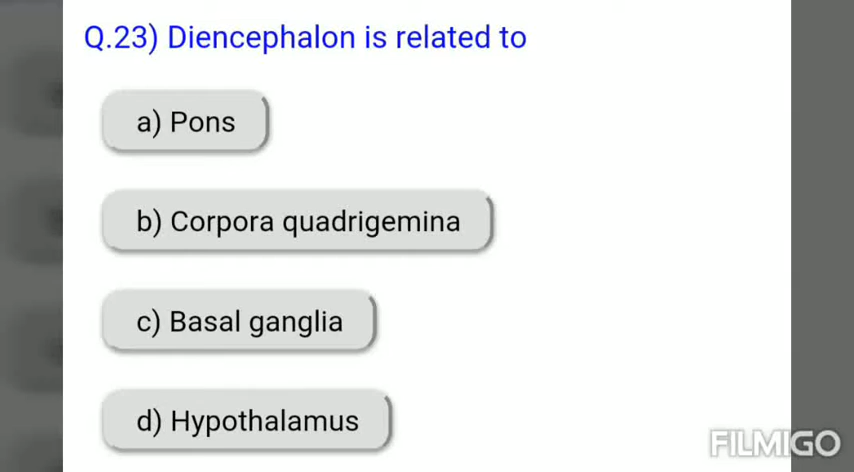 Q.23) Diencephalon is related to
a) Pons
b) Corpora quadrigemina
c) Basal ganglia
d) Hypothalamus
FILMIGO